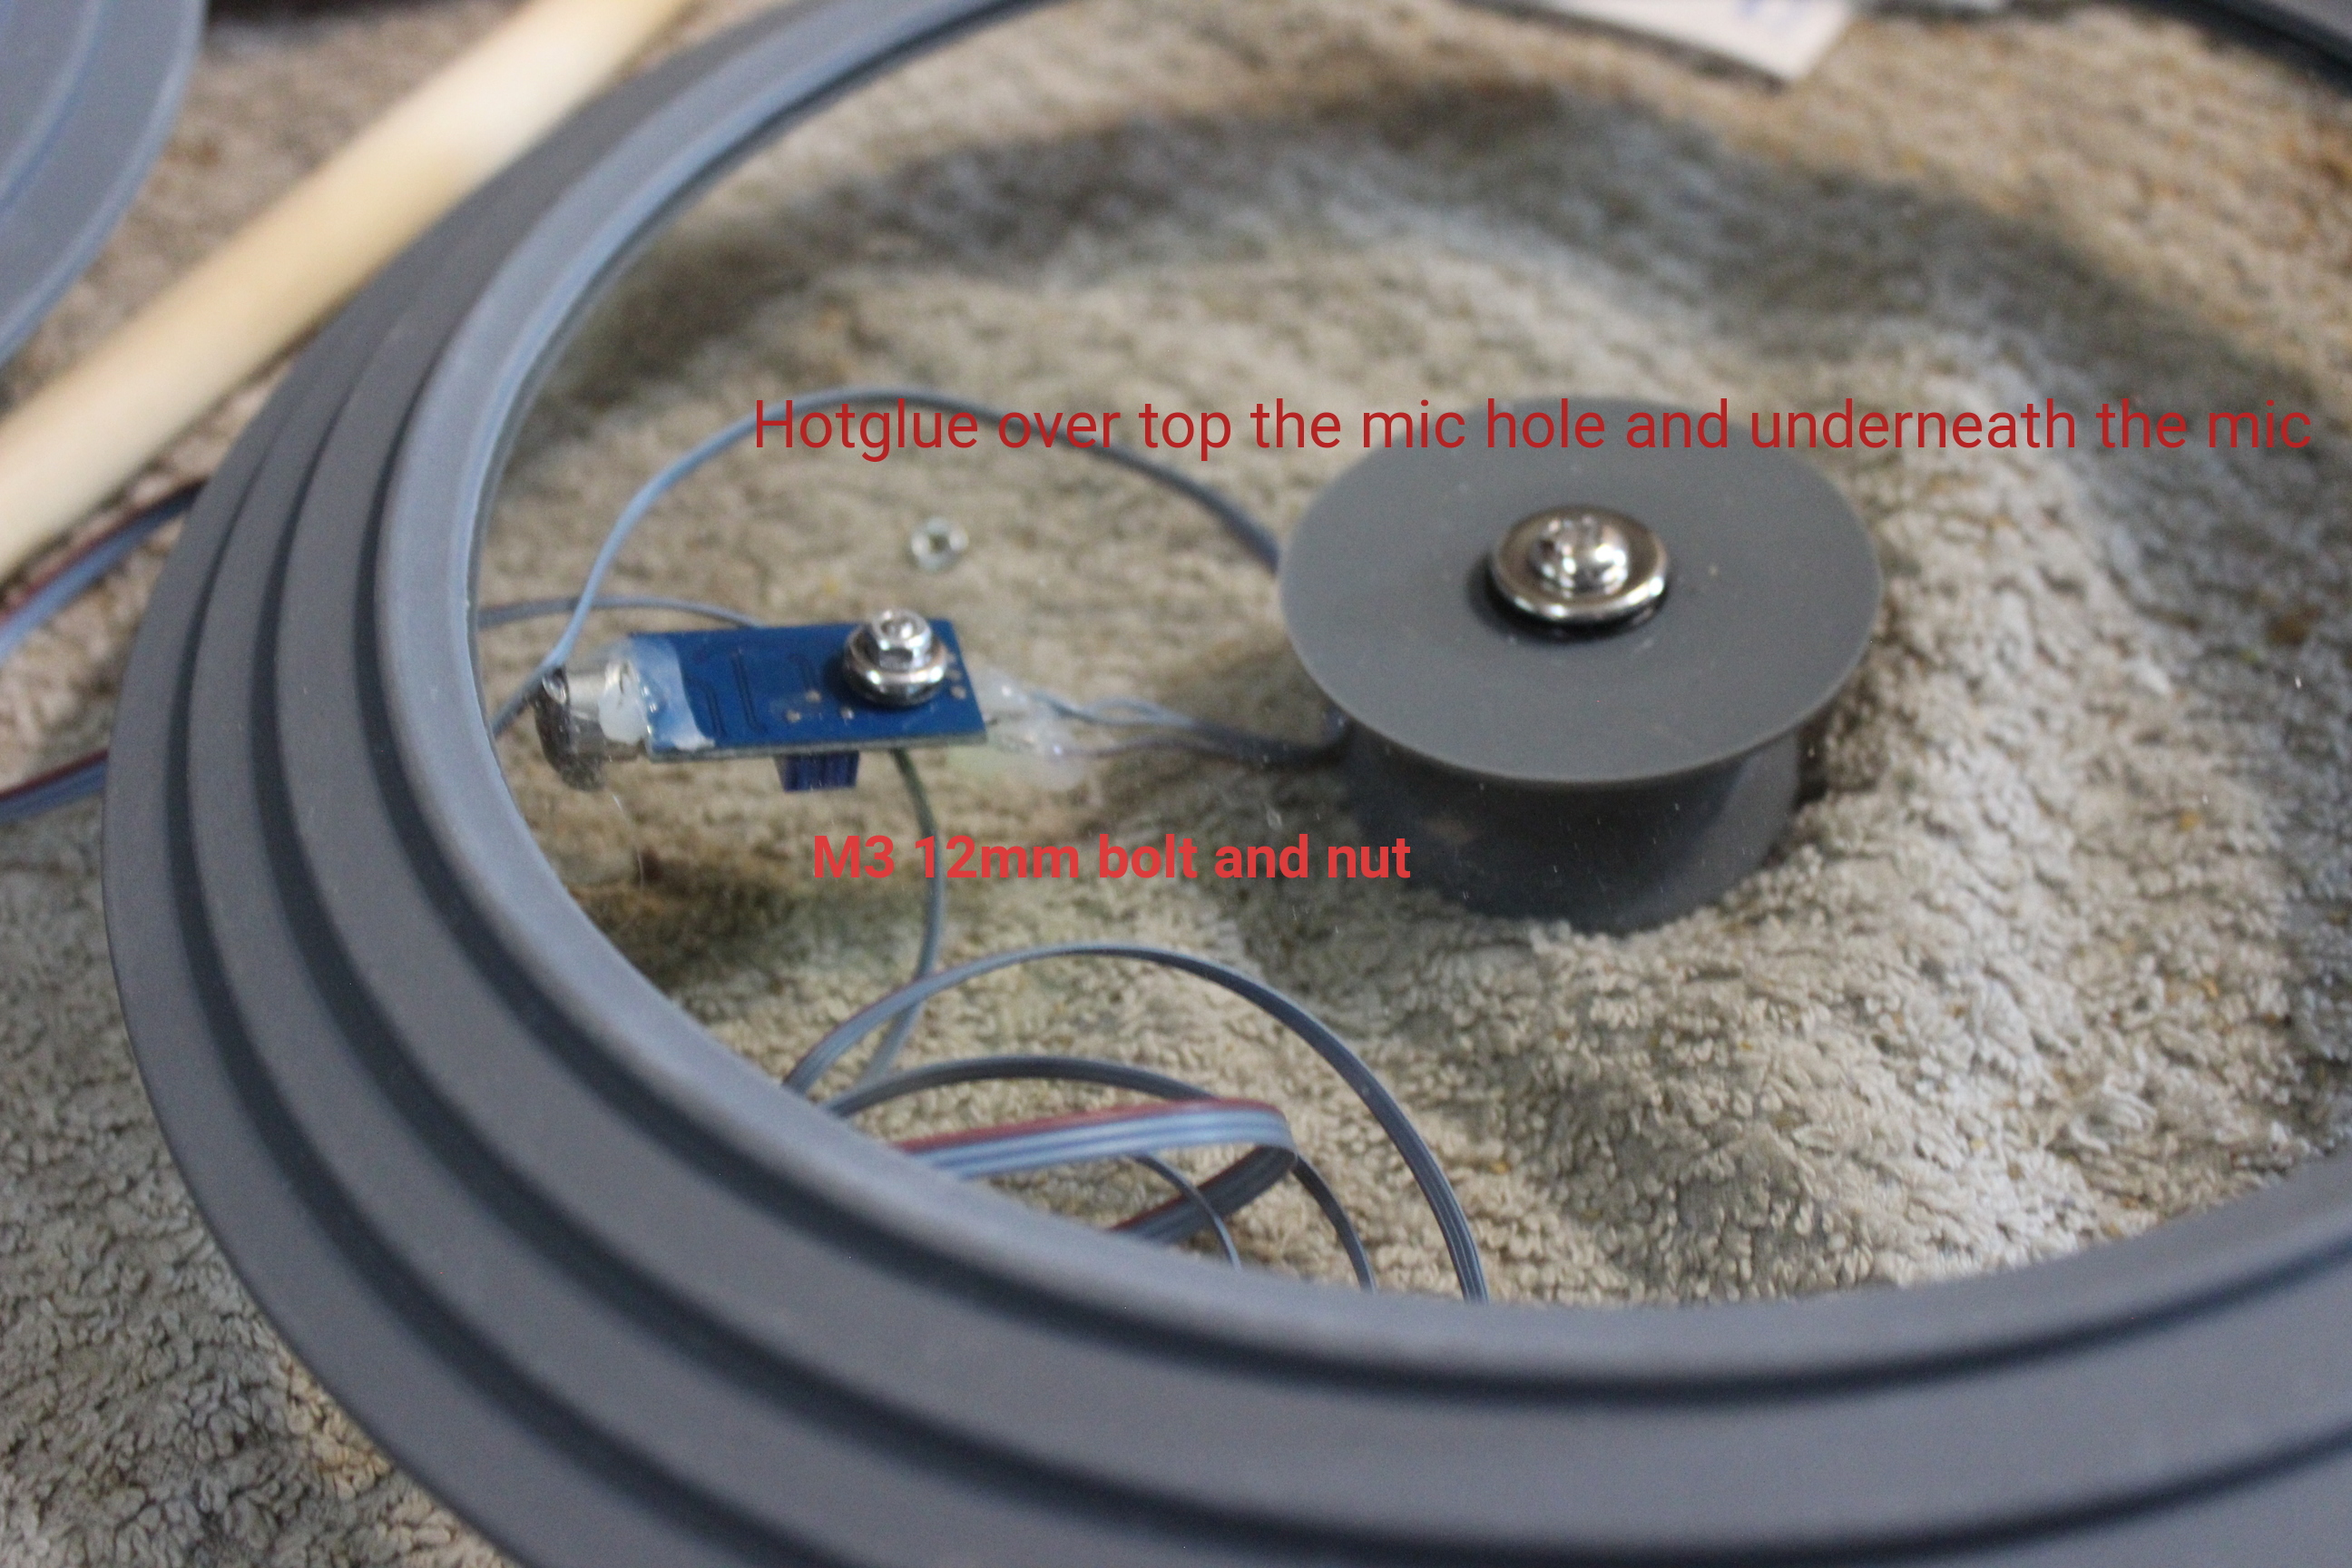 Hotglue over top the mic hole and underneath the mic
M3 12mm bolt and nut